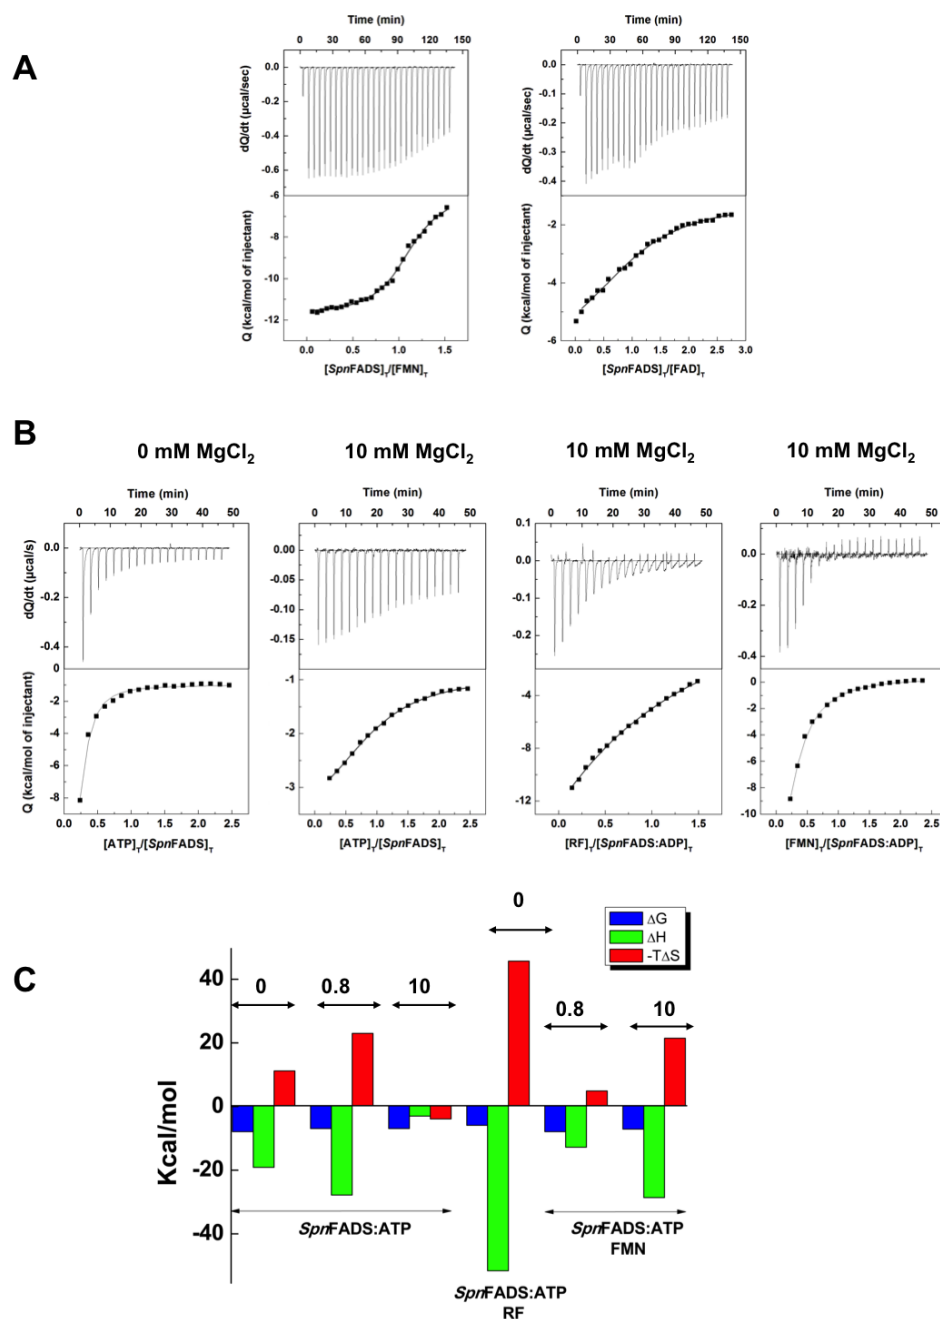 A
Time (min)
0 30 60 90 120 150
0.0
-0.2
-0.4
-0.6
dQ/dt (µcal/sec)
-6
-8
-10
-12
Q (kcal/mol of injectant)
0.0 0.5 1.0 1.5
[SpnFADS]T/[FMN]T
Time (min)
0 30 60 90 120 150
0.0
-0.1
-0.2
-0.3
-0.4
dQ/dt (µcal/sec)
-2
-4
-6
Q (kcal/mol of injectant)
0.0 0.5 1.0 1.5 2.0 2.5 3.0
[SpnFADS]T/[FAD]T
B
0 mM MgCl2
Time (min)
0 10 20 30 40 50
0.0
-0.2
-0.4
dQ/dt (µcal/s)
0
-2
-4
-6
-8
Q (kcal/mol of injectant)
0.0 0.5 1.0 1.5 2.0 2.5
[ATP]T/[SpnFADS]T
10 mM MgCl2
Time (min)
0 10 20 30 40 50
0.00
-0.05
-0.10
-0.15
-1
-2
-3
0.0 0.5 1.0 1.5 2.0 2.5
[ATP]T/[SpnFADS]T
10 mM MgCl2
Time (min)
0 10 20 30 40 50
0.1
0.0
-0.1
-0.2
-4
-8
-12
0.0 0.5 1.0 1.5
[RF]T/[SpnFADS:ADP]T
10 mM MgCl2
Time (min)
0 10 20 30 40 50
0.0
-0.2
-0.4
0
-2
-4
-6
-8
-10
0.0 0.5 1.0 1.5 2.0 2.5
[FMN]T/[SpnFADS:ADP]T
C
ΔG
ΔH
-TΔS
Kcal/mol
40
20
0
-20
-40
0
0.8
10
0
0.8
10
SpnFADS:ATP
SpnFADS:ATP
RF
SpnFADS:ATP
FMN